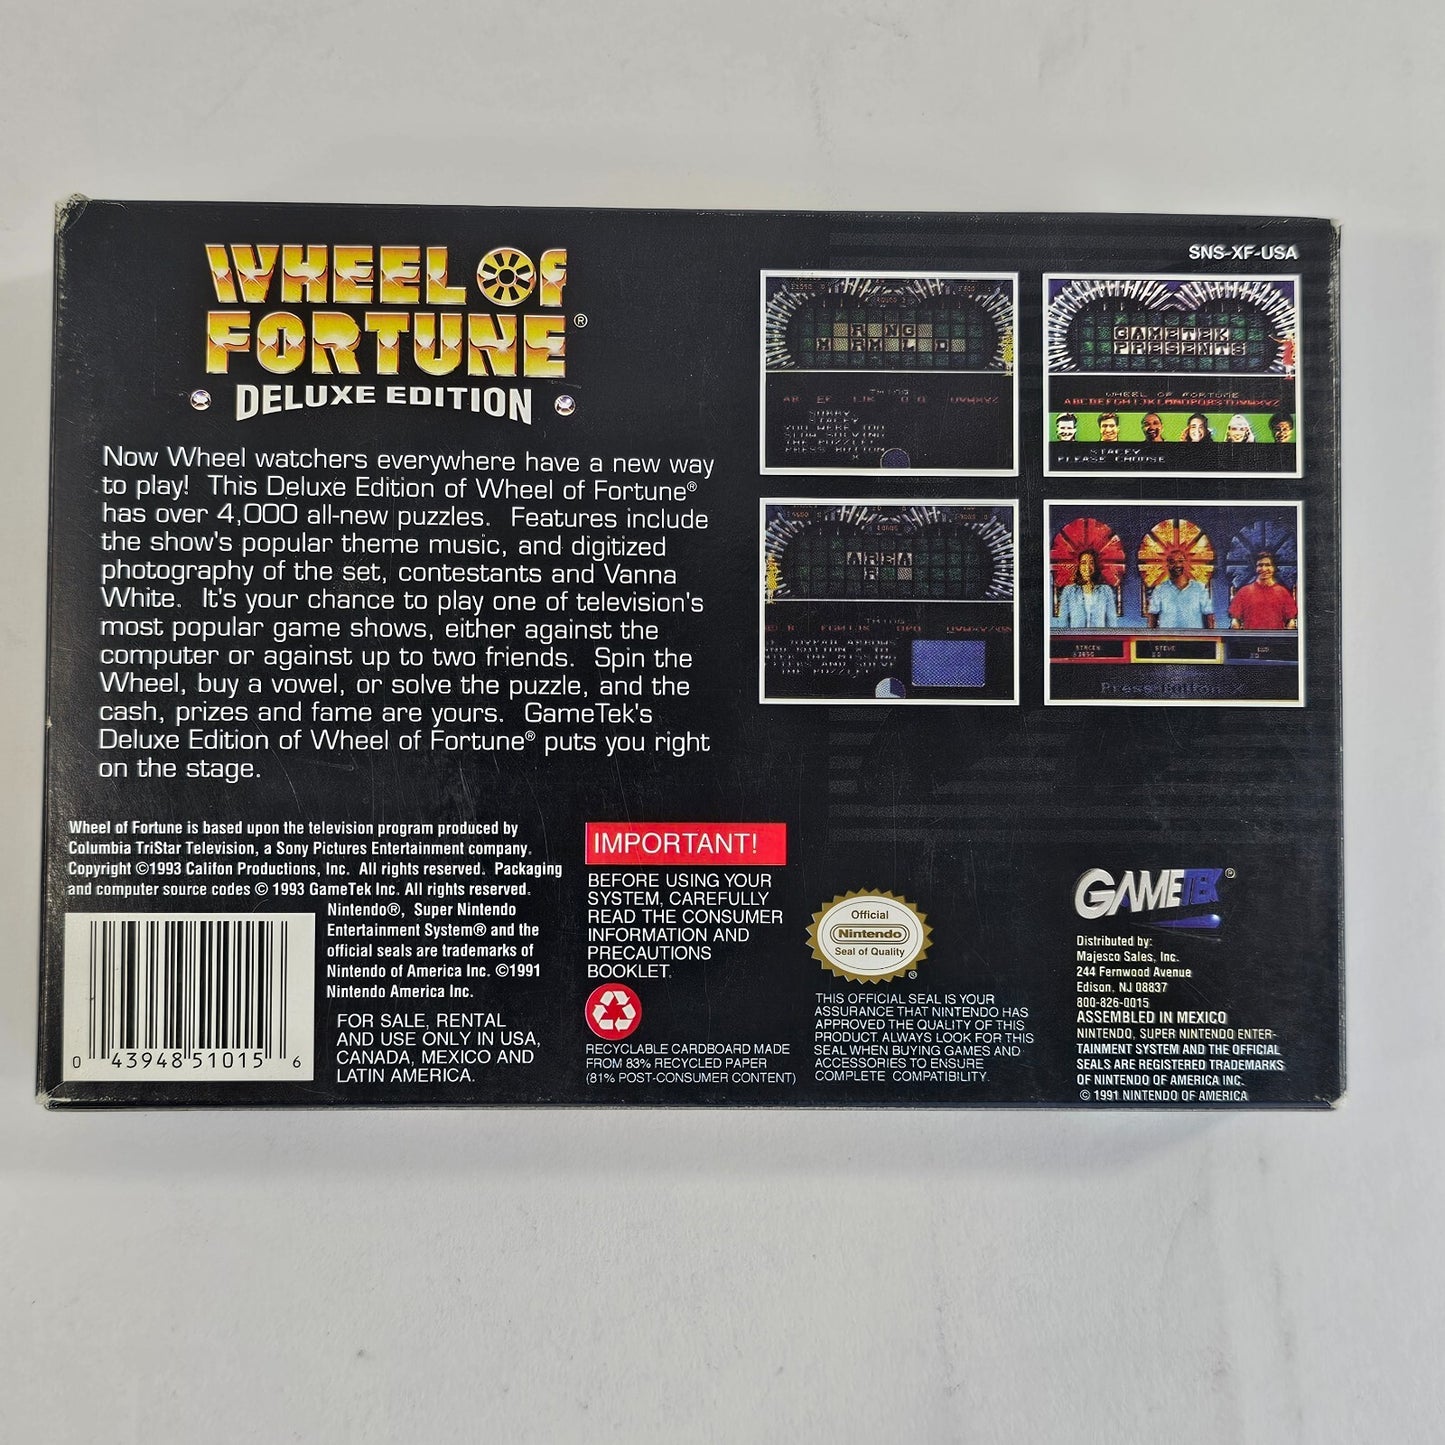 SNS-XF-USA
WHEEL OF
FORTUNE®
DELUXE EDITION
Now Wheel watchers everywhere have a new way
to play! This Deluxe Edition of Wheel of Fortune®
has over 4,000 all-new puzzles. Features include
the show's popular theme music, and digitized
photography of the set, contestants and Vanna
White. It's your chance to play one of television's
most popular game shows, either against the
computer or against up to two friends. Spin the
Wheel, buy a vowel, or solve the puzzle, and the
cash, prizes and fame are yours. GameTek's
Deluxe Edition of Wheel of Fortune® puts you right
on the stage.
R NG
M RM L D
THING
SORRY
STACEY
YOU WERE TOO
SLOW SOLVING
THE PUZZLE!
PRESS BUTTON
X
GAMETEK
PRESENTS
WHEEL OF FORTUNE
ABCDEFGHIJKLMNOPQRSTUVWXYZ
STACEY
PLEASE CHOOSE
AREA
R
THING
Press Button X
Wheel of Fortune is based upon the television program produced by
Columbia TriStar Television, a Sony Pictures Entertainment company.
Copyright ©1993 Califon Productions, Inc. All rights reserved. Packaging
and computer source codes © 1993 GameTek Inc. All rights reserved.
Nintendo®, Super Nintendo
Entertainment System® and the
official seals are trademarks of
Nintendo of America Inc. ©1991
Nintendo America Inc.
FOR SALE, RENTAL
AND USE ONLY IN USA,
CANADA, MEXICO AND
LATIN AMERICA.
0 43948 51015 6
IMPORTANT!
BEFORE USING YOUR
SYSTEM, CAREFULLY
READ THE CONSUMER
INFORMATION AND
PRECAUTIONS
BOOKLET.
RECYCLABLE CARDBOARD MADE
FROM 83% RECYCLED PAPER
(81% POST-CONSUMER CONTENT)
Official
Nintendo
Seal of Quality
®
THIS OFFICIAL SEAL IS YOUR
ASSURANCE THAT NINTENDO HAS
APPROVED THE QUALITY OF THIS
PRODUCT. ALWAYS LOOK FOR THIS
SEAL WHEN BUYING GAMES AND
ACCESSORIES TO ENSURE
COMPLETE COMPATIBILITY.
GAMETEK®
Distributed by:
Majesco Sales, Inc.
244 Fernwood Avenue
Edison, NJ 08837
800-826-0015
ASSEMBLED IN MEXICO
NINTENDO, SUPER NINTENDO ENTER-
TAINMENT SYSTEM AND THE OFFICIAL
SEALS ARE REGISTERED TRADEMARKS
OF NINTENDO OF AMERICA INC.
© 1991 NINTENDO OF AMERICA